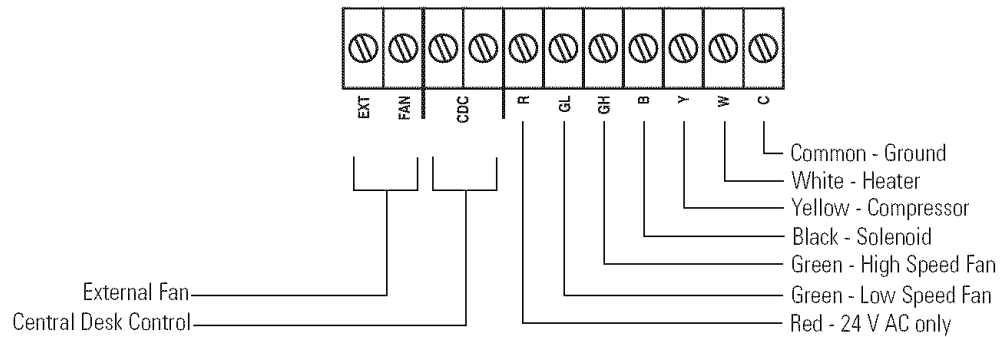 EXT
FAN
CDC
R
GL
GH
B
Y
W
C
Common - Ground
White - Heater
Yellow - Compressor
Black - Solenoid
Green - High Speed Fan
Green - Low Speed Fan
Red - 24 V AC only
External Fan
Central Desk Control